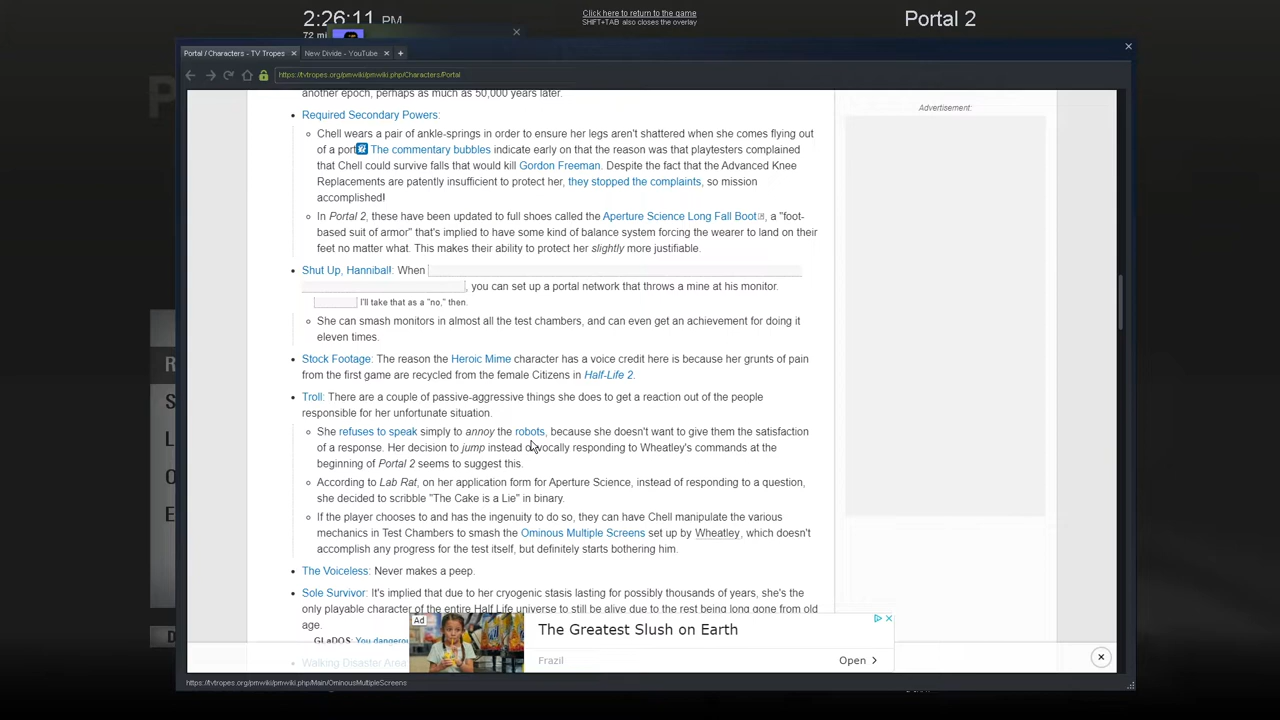 2:26:11 PM
Click here to return to the game
SHIFT+TAB also closes the overlay
Portal 2
72 mi
Portal / Characters - TV Tropes
New Divide - YouTube
https://tvtropes.org/pmwiki/pmwiki.php/Characters/Portal
another epoch, perhaps as much as 50,000 years later.
Advertisement:
• Required Secondary Powers:
Chell wears a pair of ankle-springs in order to ensure her legs aren't shattered when she comes flying out
of a port The commentary bubbles indicate early on that the reason was that playtesters complained
that Chell could survive falls that would kill Gordon Freeman. Despite the fact that the Advanced Knee
Replacements are patently insufficient to protect her, they stopped the complaints, so mission
accomplished!
In Portal 2, these have been updated to full shoes called the Aperture Science Long Fall Boot, a "foot-
based suit of armor" that's implied to have some kind of balance system forcing the wearer to land on their
feet no matter what. This makes their ability to protect her slightly more justifiable.
• Shut Up, Hannibal!: When
, you can set up a portal network that throws a mine at his monitor.
I'll take that as a "no," then.
She can smash monitors in almost all the test chambers, and can even get an achievement for doing it
eleven times.
• Stock Footage: The reason the Heroic Mime character has a voice credit here is because her grunts of pain
from the first game are recycled from the female Citizens in Half-Life 2.
• Troll: There are a couple of passive-aggressive things she does to get a reaction out of the people
responsible for her unfortunate situation.
She refuses to speak simply to annoy the robots, because she doesn't want to give them the satisfaction
of a response. Her decision to jump instead of vocally responding to Wheatley's commands at the
beginning of Portal 2 seems to suggest this.
According to Lab Rat, on her application form for Aperture Science, instead of responding to a question,
she decided to scribble "The Cake is a Lie" in binary.
If the player chooses to and has the ingenuity to do so, they can have Chell manipulate the various
mechanics in Test Chambers to smash the Ominous Multiple Screens set up by Wheatley, which doesn't
accomplish any progress for the test itself, but definitely starts bothering him.
• The Voiceless: Never makes a peep.
• Sole Survivor: It's implied that due to her cryogenic stasis lasting for possibly thousands of years, she's the
only playable character of the entire Half Life universe to still be alive due to the rest being long gone from old
age.
GLaDOS: You dangerou
• Walking Disaster Area
Ad
The Greatest Slush on Earth
Frazil
Open
https://tvtropes.org/pmwiki/pmwiki.php/Main/OminousMultipleScreens